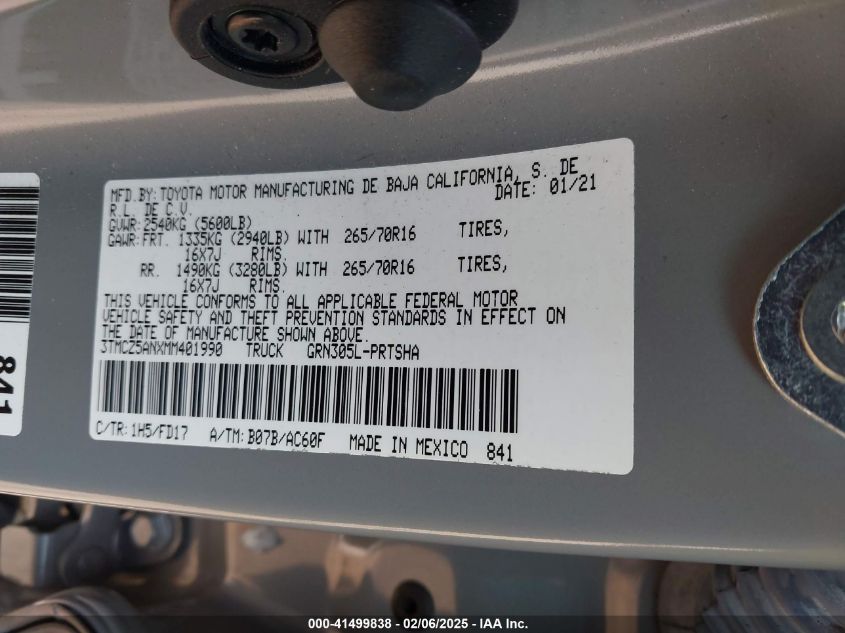 MFD.BY: TOYOTA MOTOR MANUFACTURING DE BAJA CALIFORNIA, S. DE
R.L. DE C.V. DATE: 01/21
GVWR: 2540KG (5600LB)
GAWR: FRT. 1335KG (2940LB) WITH 265/70R16 TIRES,
16X7J RIMS.
RR. 1490KG (3280LB) WITH 265/70R16 TIRES,
16X7J RIMS.
THIS VEHICLE CONFORMS TO ALL APPLICABLE FEDERAL MOTOR
VEHICLE SAFETY AND THEFT PREVENTION STANDARDS IN EFFECT ON
THE DATE OF MANUFACTURE SHOWN ABOVE.
3TMCZ5ANXMM401990 TRUCK GRN305L-PRTSHA
C/TR: 1H5/FD17 A/TM: B07B/AC60F MADE IN MEXICO 841
841
000-41499838 - 02/06/2025 - IAA Inc.